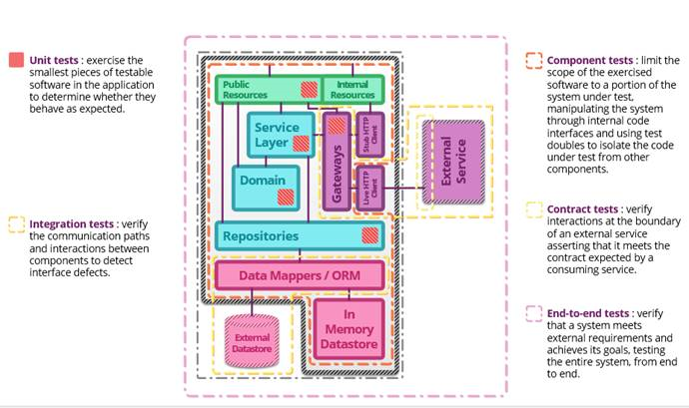 Unit tests : exercise the
smallest pieces of testable
software in the application
to determine whether they
behave as expected.
Integration tests : verify
the communication paths
and interactions between
components to detect
interface defects.
Public
Resources
Internal
Resources
Service
Layer
Domain
Gateways
Stub HTTP
Client
Live HTTP
Client
External
Service
Repositories
Data Mappers / ORM
External
Datastore
In
Memory
Datastore
Component tests : limit the
scope of the exercised
software to a portion of the
system under test,
manipulating the system
through internal code
interfaces and using test
doubles to isolate the code
under test from other
components.
Contract tests : verify
interactions at the boundary
of an external service
asserting that it meets the
contract expected by a
consuming service.
End-to-end tests : verify
that a system meets
external requirements and
achieves its goals, testing
the entire system, from end
to end.